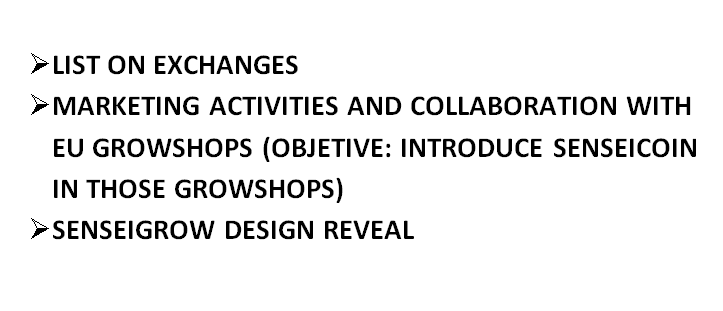 ➢LIST ON EXCHANGES
➢MARKETING ACTIVITIES AND COLLABORATION WITH
EU GROWSHOPS (OBJETIVE: INTRODUCE SENSEICOIN
IN THOSE GROWSHOPS)
➢SENSEIGROW DESIGN REVEAL